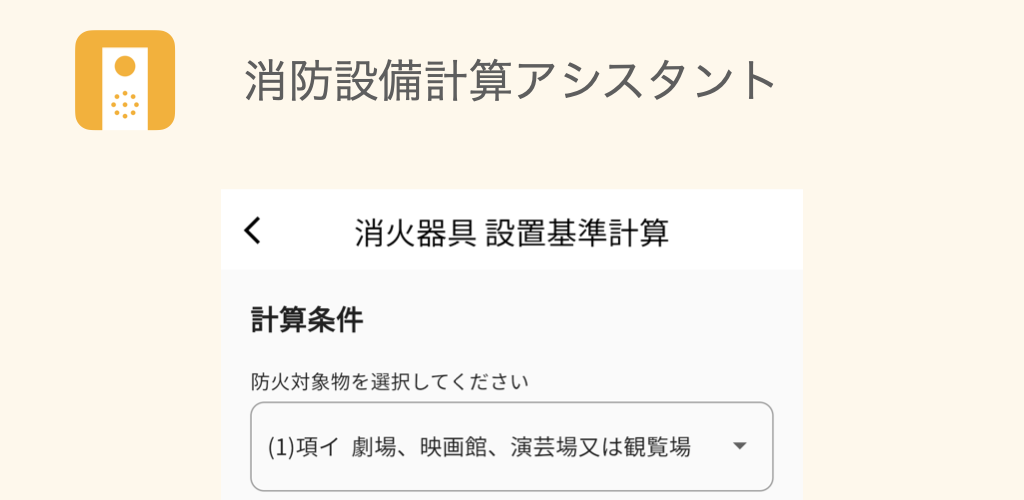 消防設備計算アシスタント
消火器具 設置基準計算
計算条件
防火対象物を選択してください
(1)項イ 劇場、映画館、演芸場又は観覧場